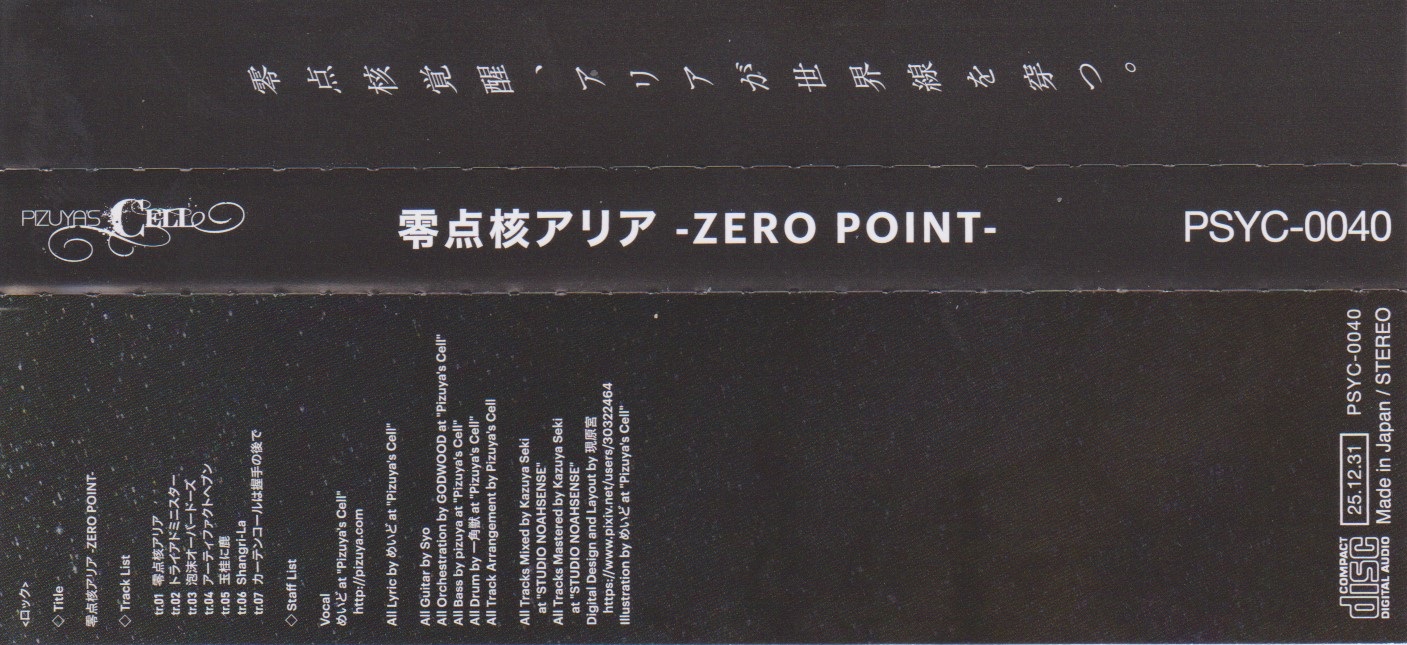 零点核覚醒、アリアが世界線を穿つ。
PIZUYA'S CELL
零点核アリア -ZERO POINT-
PSYC-0040
<ロック>
◇ Title
零点核アリア -ZERO POINT-
◇ Track List
tr.01 零点核アリア
tr.02 トライアドミニスター
tr.03 泡沫オーバードーズ
tr.04 アーティファクトヘブン
tr.05 玉桂に鹿
tr.06 Shangri-La
tr.07 カーテンコールは握手の後で
◇ Staff List
Vocal
めいど at "Pizuya's Cell"
http://pizuya.com
All Lyric by めいど at "Pizuya's Cell"
All Guitar by Syo
All Orchestration by GODWOOD at "Pizuya's Cell"
All Bass by pizuya at "Pizuya's Cell"
All Drum by 一角獣 at "Pizuya's Cell"
All Track Arrangement by Pizuya's Cell
All Tracks Mixed by Kazuya Seki
at "STUDIO NOAHSENSE"
All Tracks Mastered by Kazuya Seki
at "STUDIO NOAHSENSE"
Digital Design and Layout by 現原宮
https://www.pixiv.net/users/30322464
Illustration by めいど at "Pizuya's Cell"
COMPACT disc DIGITAL AUDIO
25.12.31 PSYC-0040
Made in Japan / STEREO